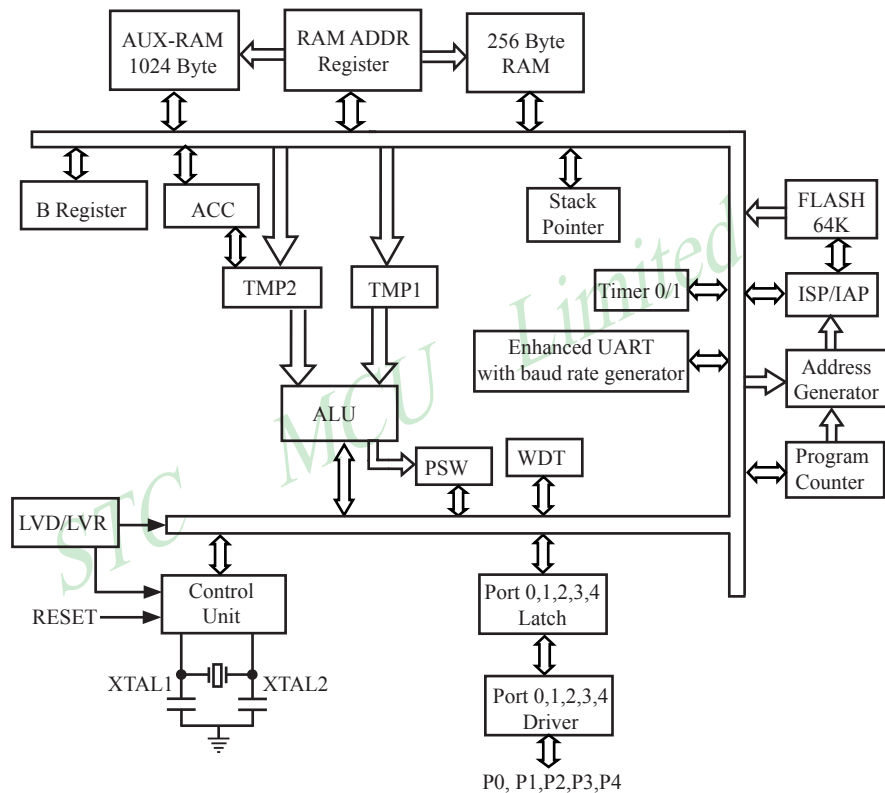 AUX-RAM
1024 Byte
RAM ADDR
Register
256 Byte
RAM
B Register
ACC
Stack
Pointer
FLASH
64K
TMP2
TMP1
Timer 0/1
ISP/IAP
Enhanced UART
with baud rate generator
Address
Generator
ALU
PSW
WDT
Program
Counter
LVD/LVR
Control
Unit
RESET
Port 0,1,2,3,4
Latch
XTAL1
XTAL2
Port 0,1,2,3,4
Driver
P0, P1,P2,P3,P4
STC MCU Limited